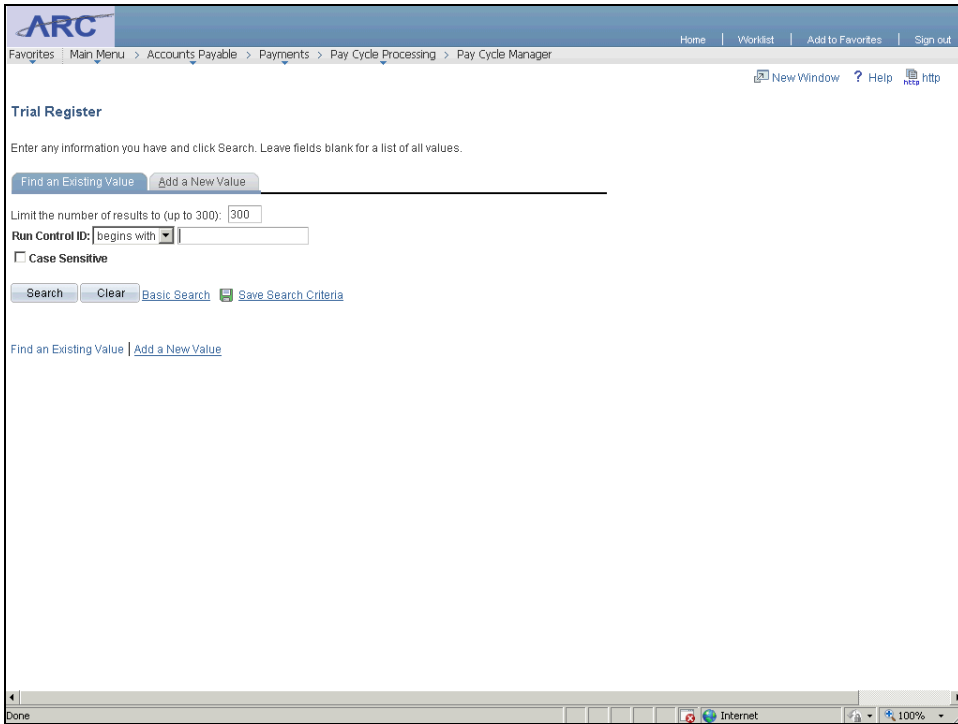 ARC
Home | Worklist | Add to Favorites | Sign out
Favorites Main Menu > Accounts Payable > Payments > Pay Cycle Processing > Pay Cycle Manager
New Window ? Help http
Trial Register
Enter any information you have and click Search. Leave fields blank for a list of all values.
Find an Existing Value Add a New Value
Limit the number of results to (up to 300): 300
Run Control ID: begins with
Case Sensitive
Search Clear Basic Search Save Search Criteria
Find an Existing Value | Add a New Value
Done Internet 100%